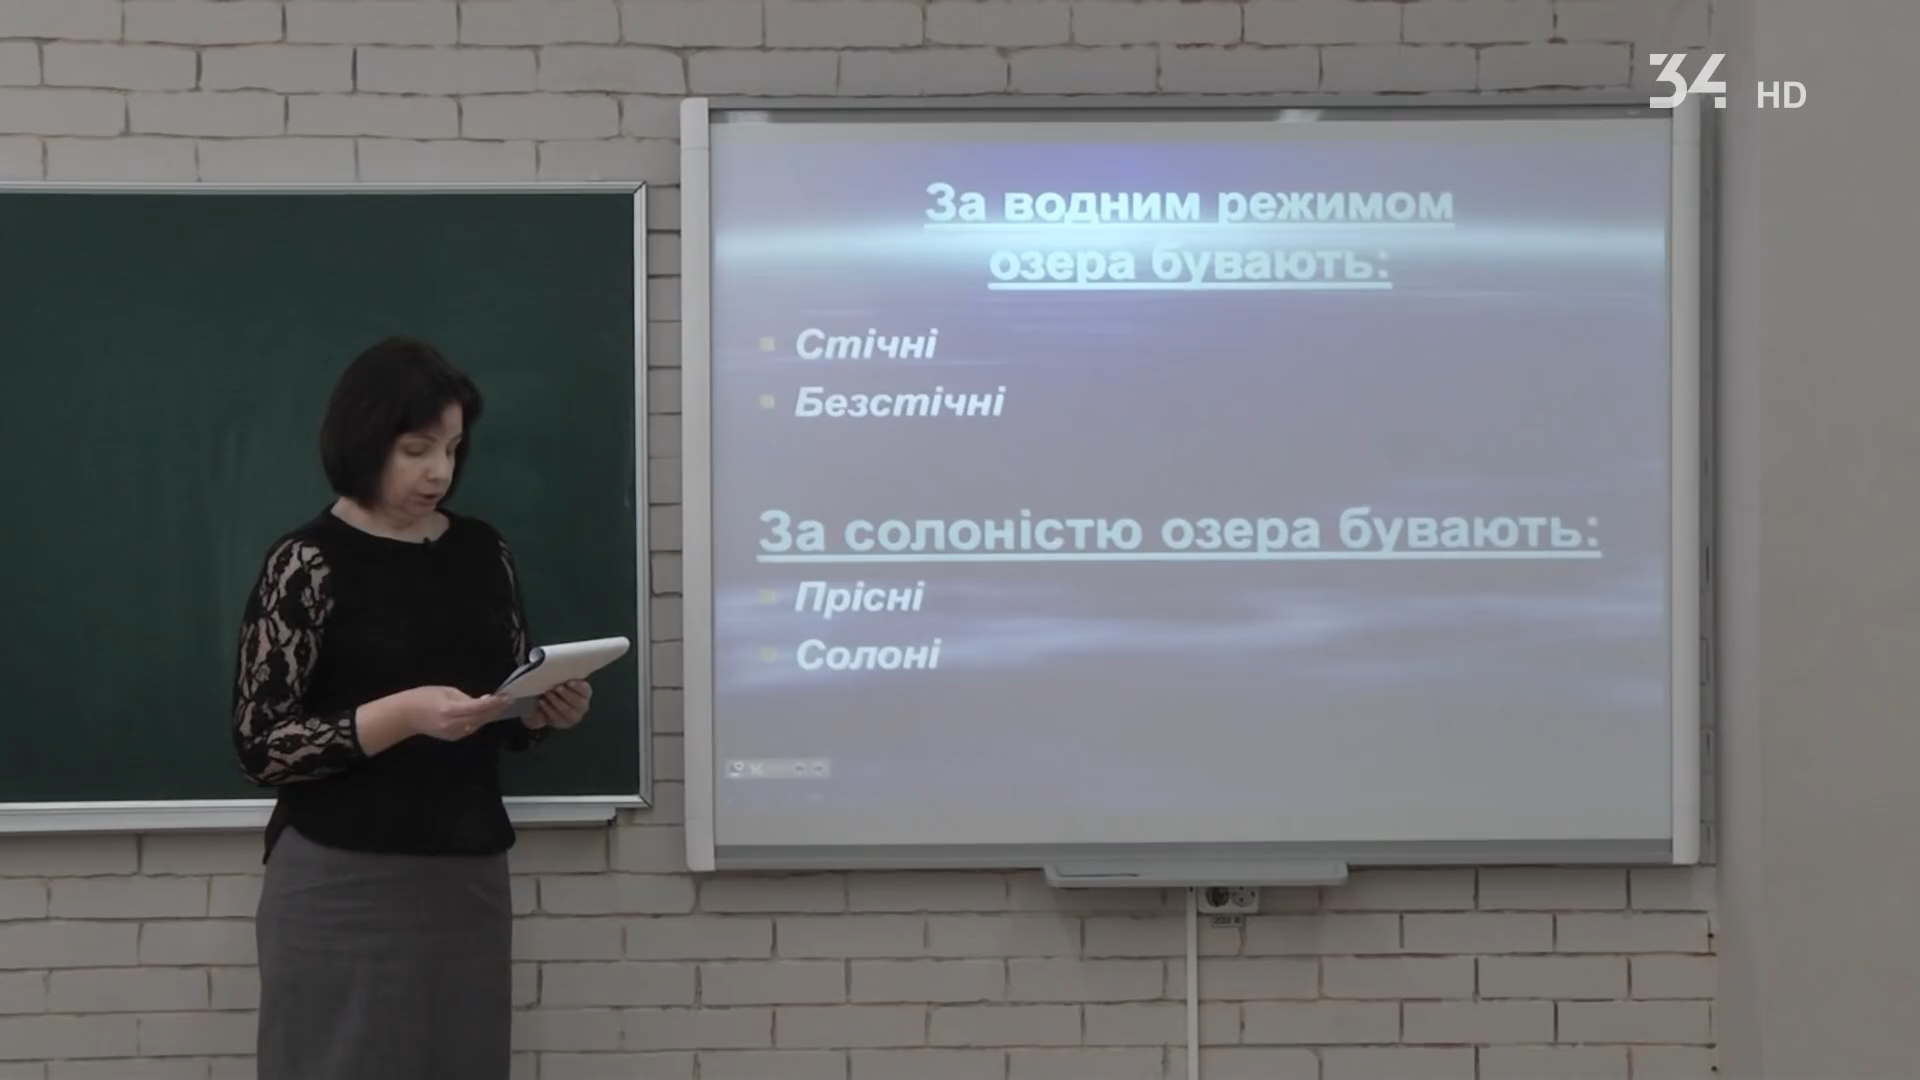 34 HD
За водним режимом
озера бувають:
Стічні
Безстічні
За солоністю озера бувають:
Прісні
Солоні